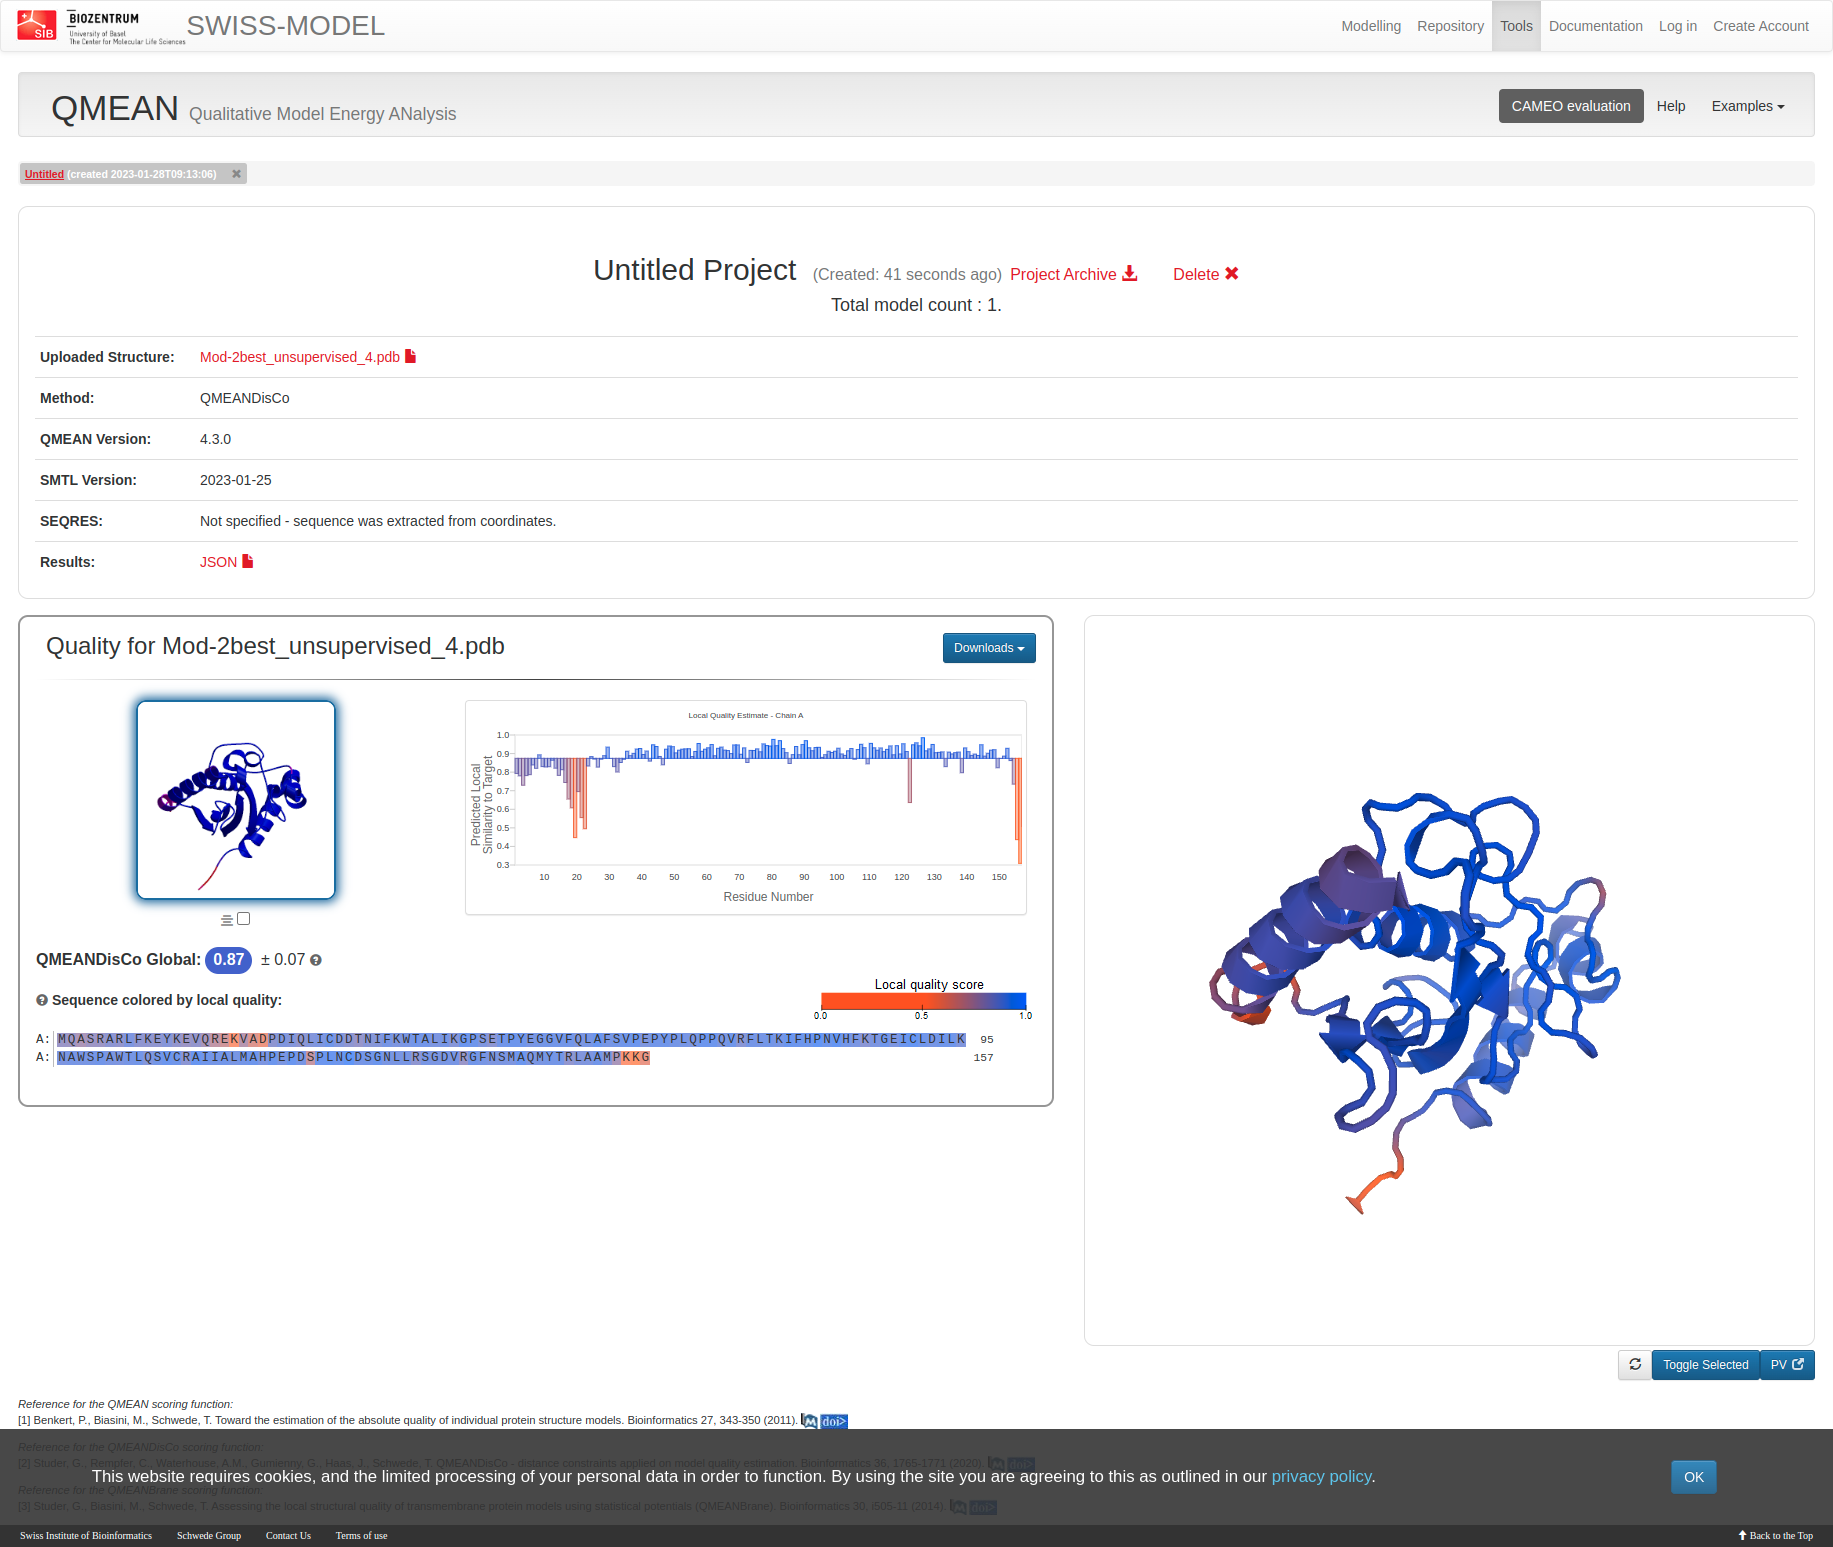 SIB
BIOZENTRUM
University of Basel
The Center for Molecular Life Sciences
SWISS-MODEL
Modelling
Repository
Tools
Documentation
Log in
Create Account
QMEAN Qualitative Model Energy ANalysis
CAMEO evaluation
Help
Examples
Untitled (created 2023-01-28T09:13:06)
Untitled Project (Created: 41 seconds ago) Project Archive Delete
Total model count : 1.
Uploaded Structure: Mod-2best_unsupervised_4.pdb
Method: QMEANDisCo
QMEAN Version: 4.3.0
SMTL Version: 2023-01-25
SEQRES: Not specified - sequence was extracted from coordinates.
Results: JSON
Quality for Mod-2best_unsupervised_4.pdb
Downloads
Local Quality Estimate - Chain A
Predicted Local
Similarity to Target
1.0
0.9
0.8
0.7
0.6
0.5
0.4
0.3
10 20 30 40 50 60 70 80 90 100 110 120 130 140 150
Residue Number
QMEANDisCo Global: 0.87 ± 0.07
Sequence colored by local quality:
Local quality score
0.0 0.5 1.0
A: MQASRARLFKEYKEVQREKVADPDIQLICDDTNIFKWTALIKGPSETPYEGGVFQLAFSVPEPYPLQPPQVRFLTKIFHPNVHFKTGEICLDILK 95
A: NAWSPAWTLQSVCRAIIALMAHPEPDSPLNCDSGNLLRSGDVRGFNSMAQMYTRLAAMPKKG 157
Toggle Selected
PV
Reference for the QMEAN scoring function:
[1] Benkert, P., Biasini, M., Schwede, T. Toward the estimation of the absolute quality of individual protein structure models. Bioinformatics 27, 343-350 (2011). doi>
Reference for the QMEANDisCo scoring function:
[2] Studer, G., Rempfer, C., Waterhouse, A.M., Gumienny, G., Haas, J., Schwede, T. QMEANDisCo - distance constraints applied on model quality estimation. Bioinformatics 36, 1765-1771 (2020). doi>
This website requires cookies, and the limited processing of your personal data in order to function. By using the site you are agreeing to this as outlined in our privacy policy.
OK
Reference for the QMEANBrane scoring function:
[3] Studer, G., Biasini, M., Schwede, T. Assessing the local structural quality of transmembrane protein models using statistical potentials (QMEANBrane). Bioinformatics 30, i505-11 (2014). doi>
Swiss Institute of Bioinformatics
Schwede Group
Contact Us
Terms of use
Back to the Top